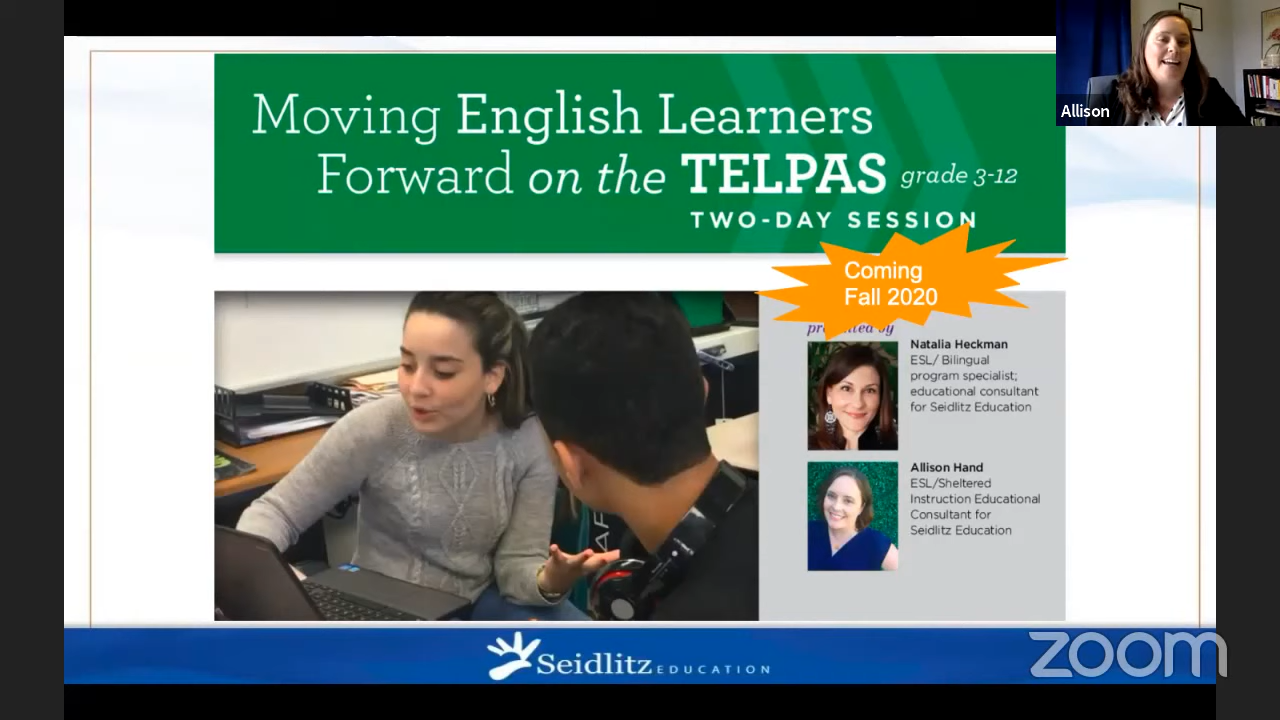 Allison
Moving English Learners
Forward on the TELPAS grade 3-12
TWO-DAY SESSION
Coming
Fall 2020
presented by
Natalia Heckman
ESL/ Bilingual
program specialist;
educational consultant
for Seidlitz Education
Allison Hand
ESL/Sheltered
Instruction Educational
Consultant for
Seidlitz Education
Seidlitz EDUCATION
zoom